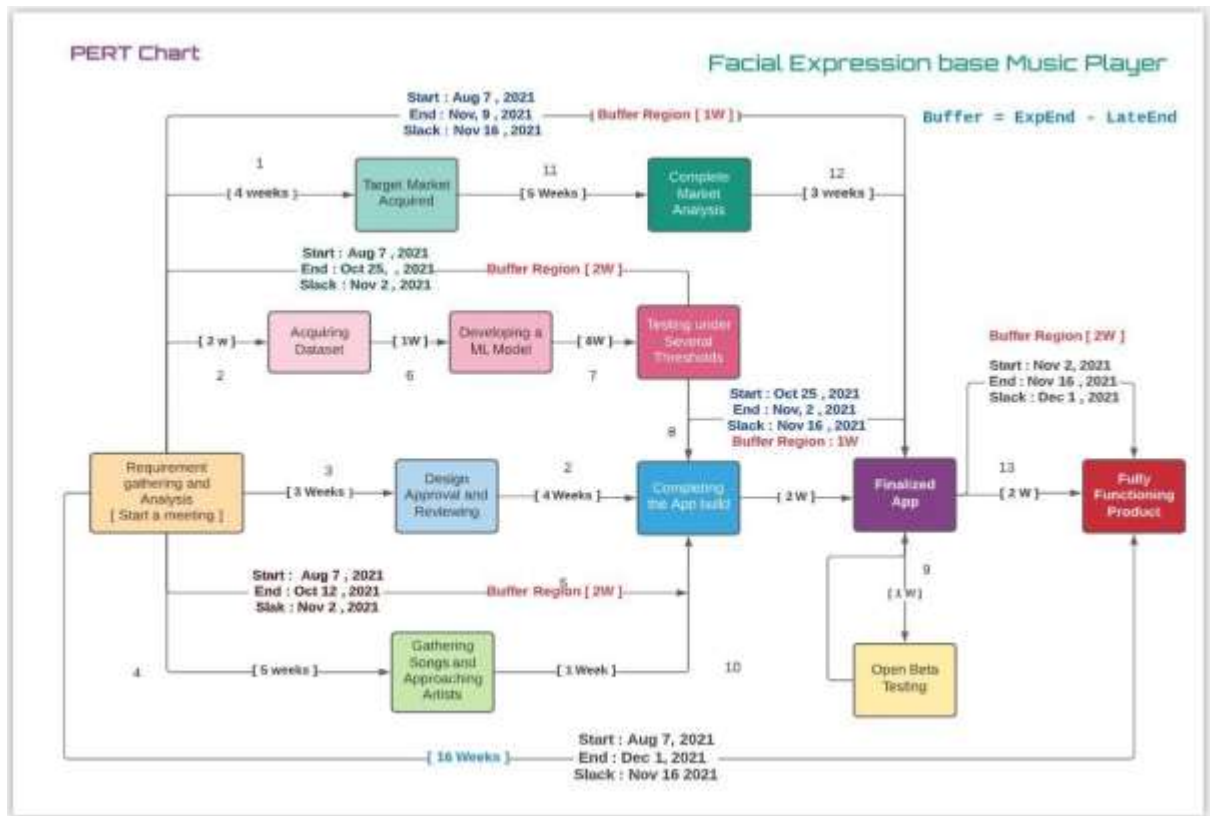 PERT Chart
Facial Expression base Music Player
Start : Aug 7 , 2021
End : Nov, 9 , 2021
Slack : Nov 16, 2021
( Buffer Region [ 1W ] )
Buffer = ExpEnd - LateEnd
1
[ 4 weeks ]
Target Market
Acquired
11
[ 5 Weeks ]
Complete
Market
Analysis
12
[ 3 weeks ]
Start : Aug 7 , 2021
End : Oct 25, , 2021
Slack : Nov 2 , 2021
Buffer Region [ 2W ]
Acquiring
Dataset
2
[ 1W ]
6
Developing a
ML Model
7
Testing under
Several
Thresholds
Buffer Region [ 2W ]
Start : Nov 2, 2021
End : Nov 16, 2021
Slack : Dec 1 , 2021
Start : Oct 25 , 2021
End : Nov, 2 , 2021
Slack : Nov 16 , 2021
Buffer Region : 1W
8
Requirement
gathering and
Analysis
[ Start a meeting ]
3
[ 3 Weeks ]
Design
Approval and
Reviewing
2
[ 4 Weeks ]
Completing
the App build
[ 2 W ]
Finalized
App
13
[ 2 W ]
Fully
Functioning
Product
Start : Aug 7 , 2021
End : Oct 12 , 2021
Slak : Nov 2 , 2021
Buffer Region [ 2W ]
9
[ 1 W ]
4
[ 5 weeks ]
Gathering
Songs and
Approaching
Artists
[ 1 Week ]
10
Open Beta
Testing
[ 16 Weeks ]
Start : Aug 7, 2021
End : Dec 1, 2021
Slack : Nov 16 2021